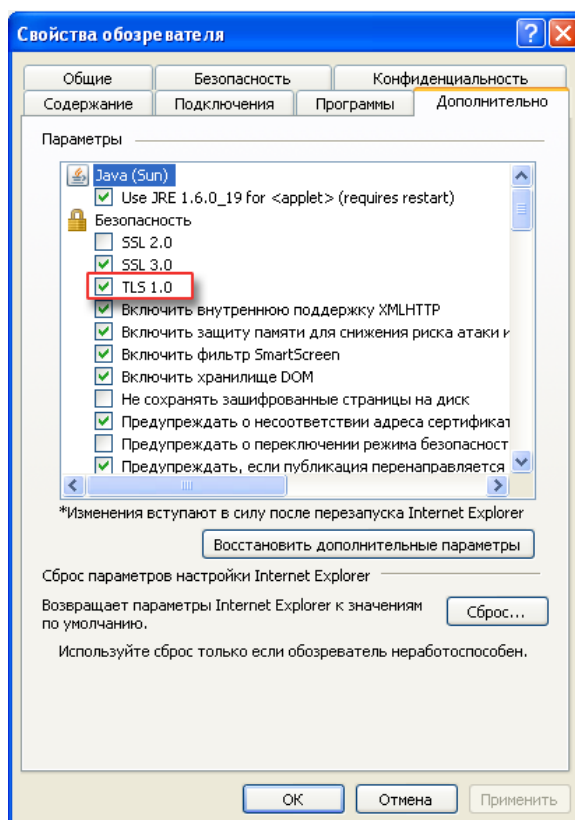 Свойства обозревателя
Общие Безопасность Конфиденциальность
Содержание Подключения Программы Дополнительно
Параметры
Java (Sun)
Use JRE 1.6.0_19 for <applet> (requires restart)
Безопасность
SSL 2.0
SSL 3.0
TLS 1.0
Включить внутреннюю поддержку XMLHTTP
Включить защиту памяти для снижения риска атаки и
Включить фильтр SmartScreen
Включить хранилище DOM
Не сохранять зашифрованные страницы на диск
Предупреждать о несоответствии адреса сертификат
Предупреждать о переключении режима безопасност
Предупреждать, если публикация перенаправляется
*Изменения вступают в силу после перезапуска Internet Explorer
Восстановить дополнительные параметры
Сброс параметров настройки Internet Explorer
Возвращает параметры Internet Explorer к значениям
по умолчанию.
Сброс...
Используйте сброс только если обозреватель неработоспособен.
ОК Отмена Применить